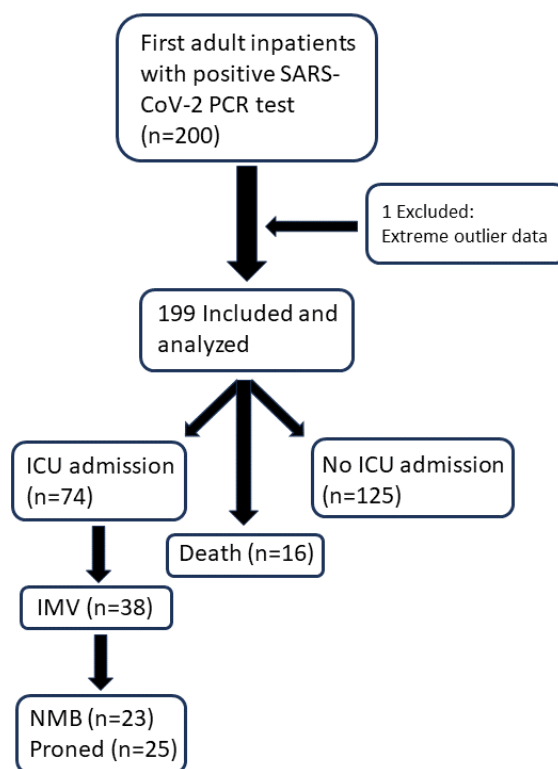 First adult inpatients
with positive SARS-
CoV-2 PCR test
(n=200)
1 Excluded:
Extreme outlier data
199 Included and
analyzed
ICU admission
(n=74)
No ICU admission
(n=125)
Death (n=16)
IMV (n=38)
NMB (n=23)
Proned (n=25)